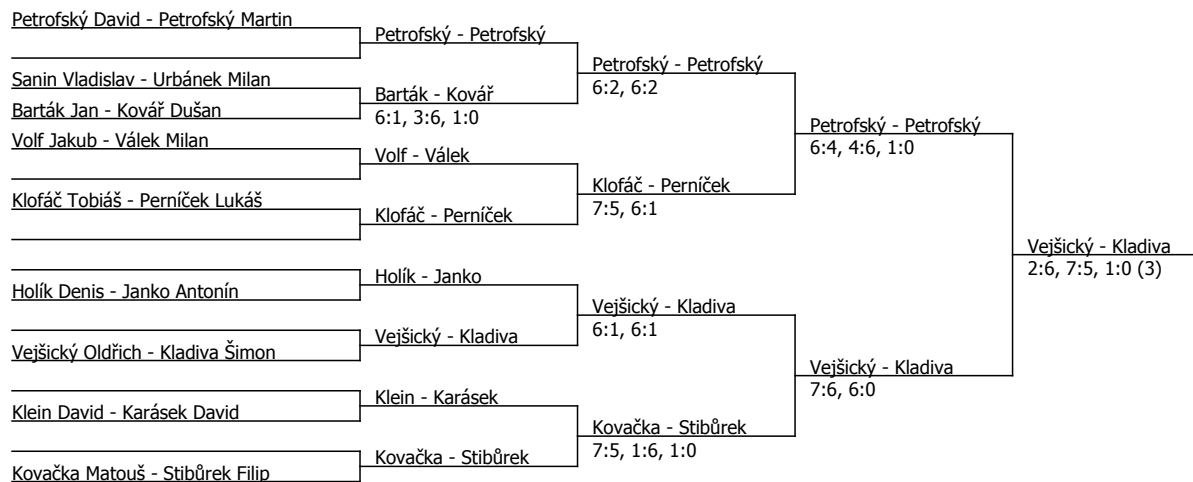 Petrofský David - Petrofský Martin
Sanin Vladislav - Urbánek Milan
Barták Jan - Kovář Dušan
Volf Jakub - Válek Milan
Klofáč Tobiáš - Perníček Lukáš
Holík Denis - Janko Antonín
Vejšický Oldřich - Kladiva Šimon
Klein David - Karásek David
Kovačka Matouš - Stibůrek Filip
Petrofský - Petrofský
Barták - Kovář
6:1, 3:6, 1:0
Volf - Válek
Klofáč - Perníček
Holík - Janko
Vejšický - Kladiva
Klein - Karásek
Kovačka - Stibůrek
Petrofský - Petrofský
6:2, 6:2
Klofáč - Perníček
7:5, 6:1
Vejšický - Kladiva
6:1, 6:1
Kovačka - Stibůrek
7:5, 1:6, 1:0
Petrofský - Petrofský
6:4, 4:6, 1:0
Vejšický - Kladiva
7:6, 6:0
Vejšický - Kladiva
2:6, 7:5, 1:0 (3)